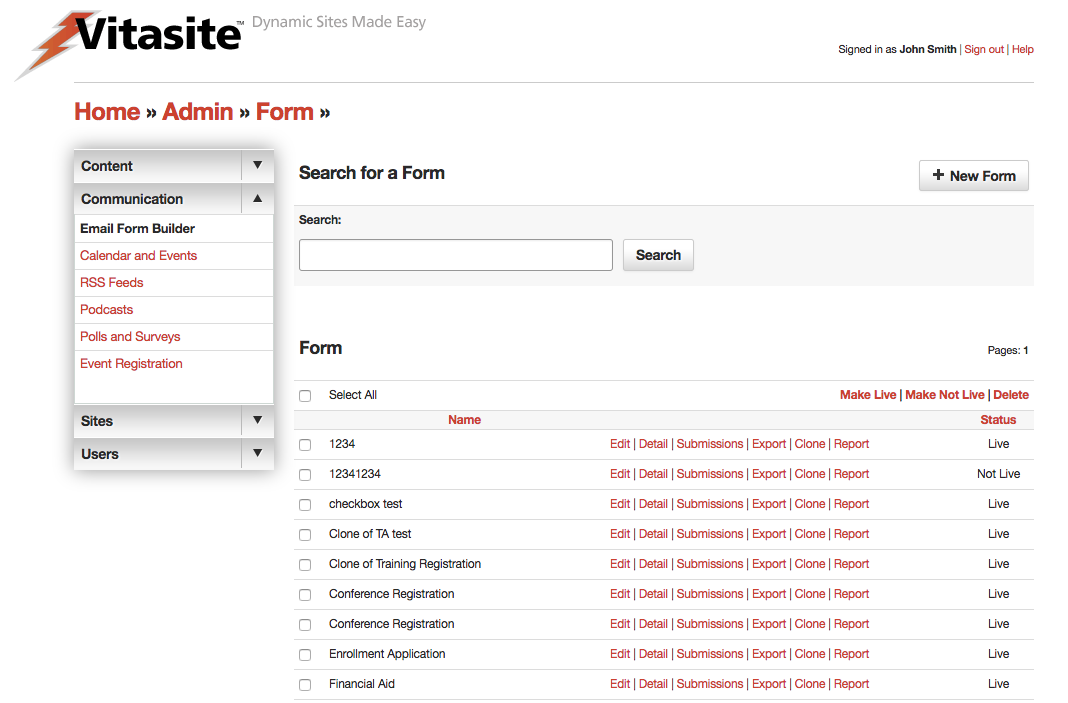 Vitasite™ Dynamic Sites Made Easy
Signed in as John Smith | Sign out | Help
Home » Admin » Form »
Content
Communication
Email Form Builder
Calendar and Events
RSS Feeds
Podcasts
Polls and Surveys
Event Registration
Sites
Users
Search for a Form
+ New Form
Search:
Search
Form
Pages: 1
Select All Make Live | Make Not Live | Delete
Name Status
1234 Edit | Detail | Submissions | Export | Clone | Report Live
12341234 Edit | Detail | Submissions | Export | Clone | Report Not Live
checkbox test Edit | Detail | Submissions | Export | Clone | Report Live
Clone of TA test Edit | Detail | Submissions | Export | Clone | Report Live
Clone of Training Registration Edit | Detail | Submissions | Export | Clone | Report Live
Conference Registration Edit | Detail | Submissions | Export | Clone | Report Live
Conference Registration Edit | Detail | Submissions | Export | Clone | Report Live
Enrollment Application Edit | Detail | Submissions | Export | Clone | Report Live
Financial Aid Edit | Detail | Submissions | Export | Clone | Report Live